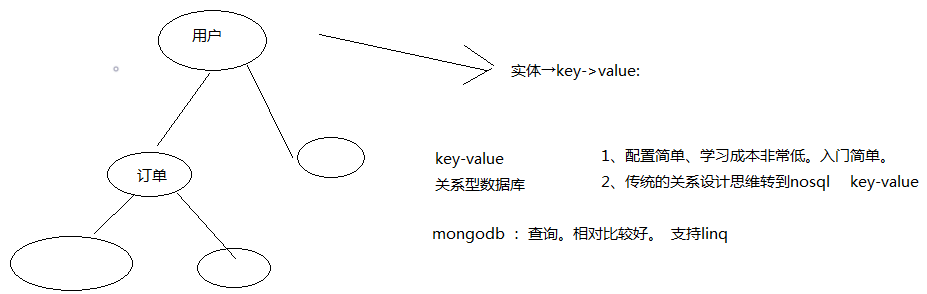 用户
实体→key->value:
订单
key-value
关系型数据库
1、配置简单、学习成本非常低。入门简单。
2、传统的关系设计思维转到nosql key-value
mongodb ：查询。相对比较好。 支持linq